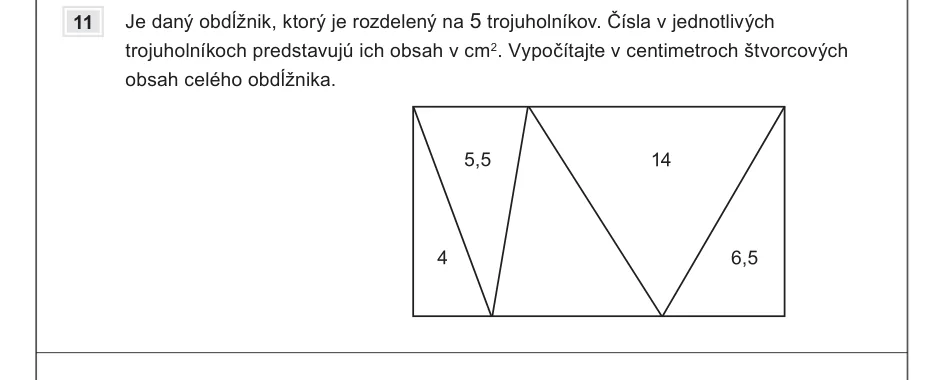 11 Je daný obdĺžnik, ktorý je rozdelený na 5 trojuholníkov. Čísla v jednotlivých
trojuholníkoch predstavujú ich obsah v cm². Vypočítajte v centimetroch štvorcových
obsah celého obdĺžnika.
5,5 14
4 6,5